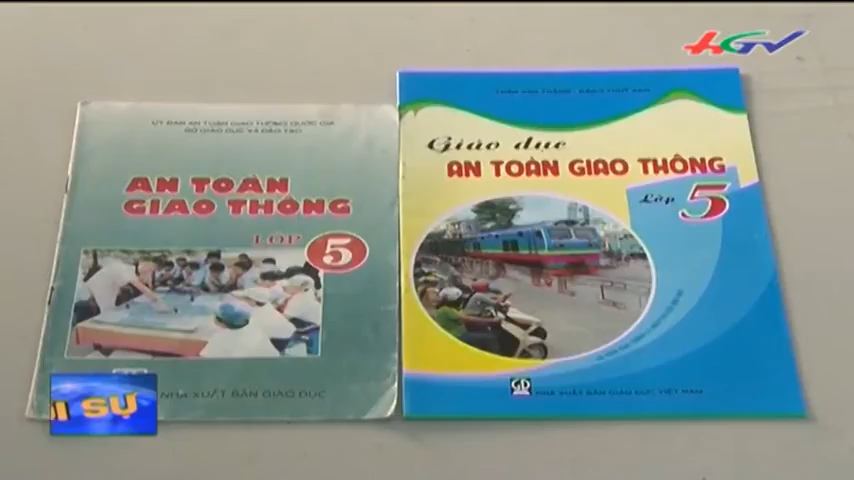 HGV
ỦY BAN AN TOÀN GIAO THÔNG QUỐC GIA
BỘ GIÁO DỤC VÀ ĐÀO TẠO
AN TOÀN
GIAO THÔNG
LỚP 5
NHÀ XUẤT BẢN GIÁO DỤC
Giáo dục
AN TOÀN GIAO THÔNG
Lớp 5
NHÀ XUẤT BẢN GIÁO DỤC VIỆT NAM
I SỰ